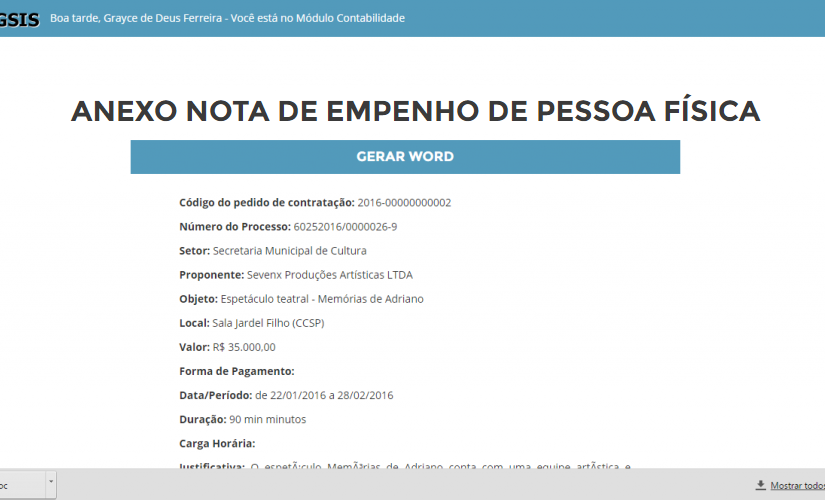 GSIS Boa tarde, Grayce de Deus Ferreira - Você está no Módulo Contabilidade
ANEXO NOTA DE EMPENHO DE PESSOA FÍSICA
GERAR WORD
Código do pedido de contratação: 2016-00000000002
Número do Processo: 60252016/0000026-9
Setor: Secretaria Municipal de Cultura
Proponente: Sevenx Produções Artísticas LTDA
Objeto: Espetáculo teatral - Memórias de Adriano
Local: Sala Jardel Filho (CCSP)
Valor: R$ 35.000,00
Forma de Pagamento:
Data/Período: de 22/01/2016 a 28/02/2016
Duração: 90 min minutos
Carga Horária:
Justificativa: O espetÃ¡culo MemÃ³rias de Adriano conta com uma equipe artÃ­stica e
oc
Mostrar todos